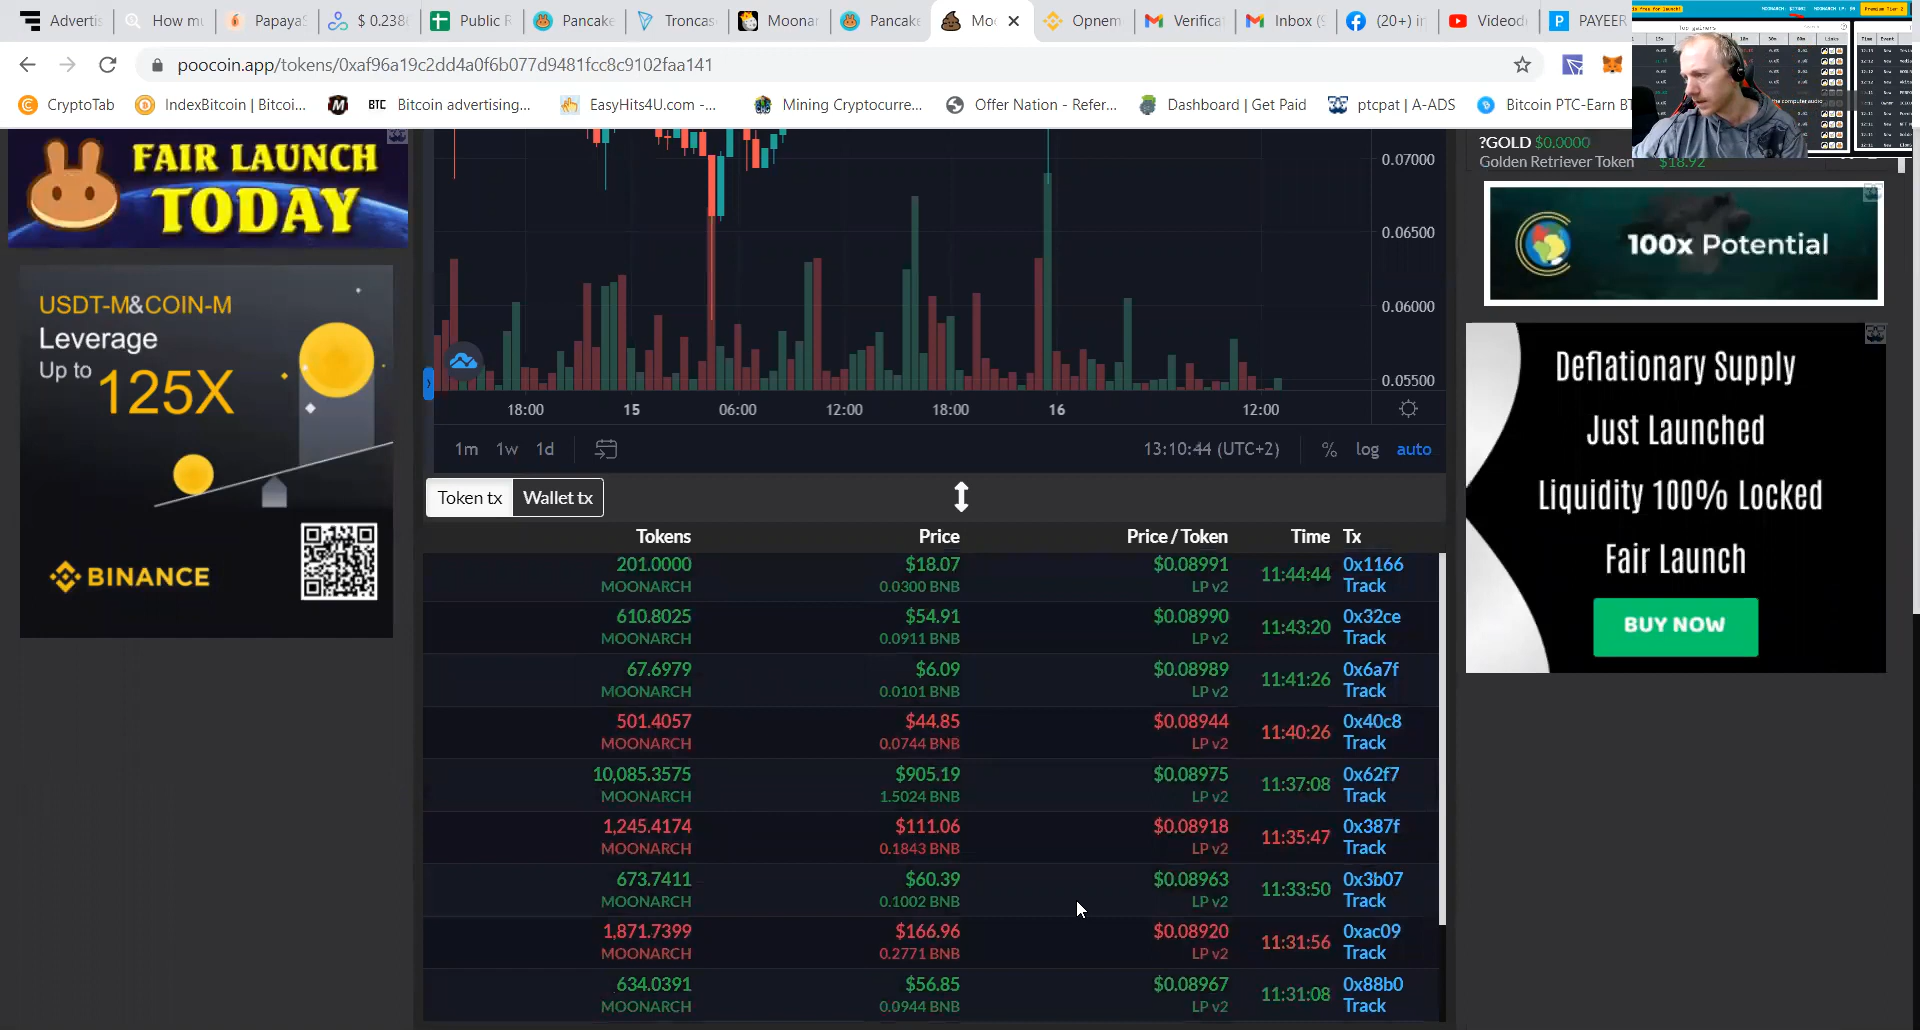 Adverti
How mu
Papaya
$ 0.238
Public R
Pancake
Troncas
Moonar
Pancake
Moo
Opnem
Verifica
Inbox (9
(20+) i
Videod
PAYEER
poocoin.app/tokens/0xaf96a19c2dd4a0f6b077d9481fcc8c9102faa141
CryptoTab
IndexBitcoin | Bitcoi...
BTC Bitcoin advertising...
EasyHits4U.com -...
Mining Cryptocurre...
Offer Nation - Refer...
Dashboard | Get Paid
ptcpat | A-ADS
Bitcoin PTC-Earn BT
FAIR LAUNCH
TODAY
USDT-M&COIN-M
Leverage
Up to 125X
BINANCE
0.07000
0.06500
0.06000
0.05500
18:00 15 06:00 12:00 18:00 16 12:00
1m 1w 1d 13:10:44 (UTC+2) % log auto
Token tx Wallet tx
Tokens Price Price / Token Time Tx
201.0000 $18.07 $0.08991 11:44:44 0x1166
MOONARCH 0.0300 BNB LP v2 Track
610.8025 $54.91 $0.08990 11:43:20 0x32ce
MOONARCH 0.0911 BNB LP v2 Track
67.6979 $6.09 $0.08989 11:41:26 0x6a7f
MOONARCH 0.0101 BNB LP v2 Track
501.4057 $44.85 $0.08944 11:40:26 0x40c8
MOONARCH 0.0744 BNB LP v2 Track
10,085.3575 $905.19 $0.08975 11:37:08 0x62f7
MOONARCH 1.5024 BNB LP v2 Track
1,245.4174 $111.06 $0.08918 11:35:47 0x387f
MOONARCH 0.1843 BNB LP v2 Track
673.7411 $60.39 $0.08963 11:33:50 0x3b07
MOONARCH 0.1002 BNB LP v2 Track
1,871.7399 $166.96 $0.08920 11:31:56 0xac09
MOONARCH 0.2771 BNB LP v2 Track
634.0391 $56.85 $0.08967 11:31:08 0x88b0
MOONARCH 0.0944 BNB LP v2 Track
?GOLD $0.0000
Golden Retriever Token $18.92
100x Potential
Deflationary Supply
Just Launched
Liquidity 100% Locked
Fair Launch
BUY NOW